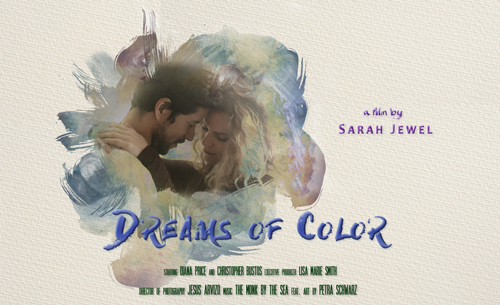 a film by
SARAH JEWEL
DREAMS OF COLOR
STARRING DIANA PRICE AND CHRISTOPHER BUSTOS EXECUTIVE PRODUCER LISA MARIE SMITH
DIRECTOR OF PHOTOGRAPHY JESUS ARVIZO MUSIC THE MONK BY THE SEA FEAT. ART BY PETRA SCHWARZ